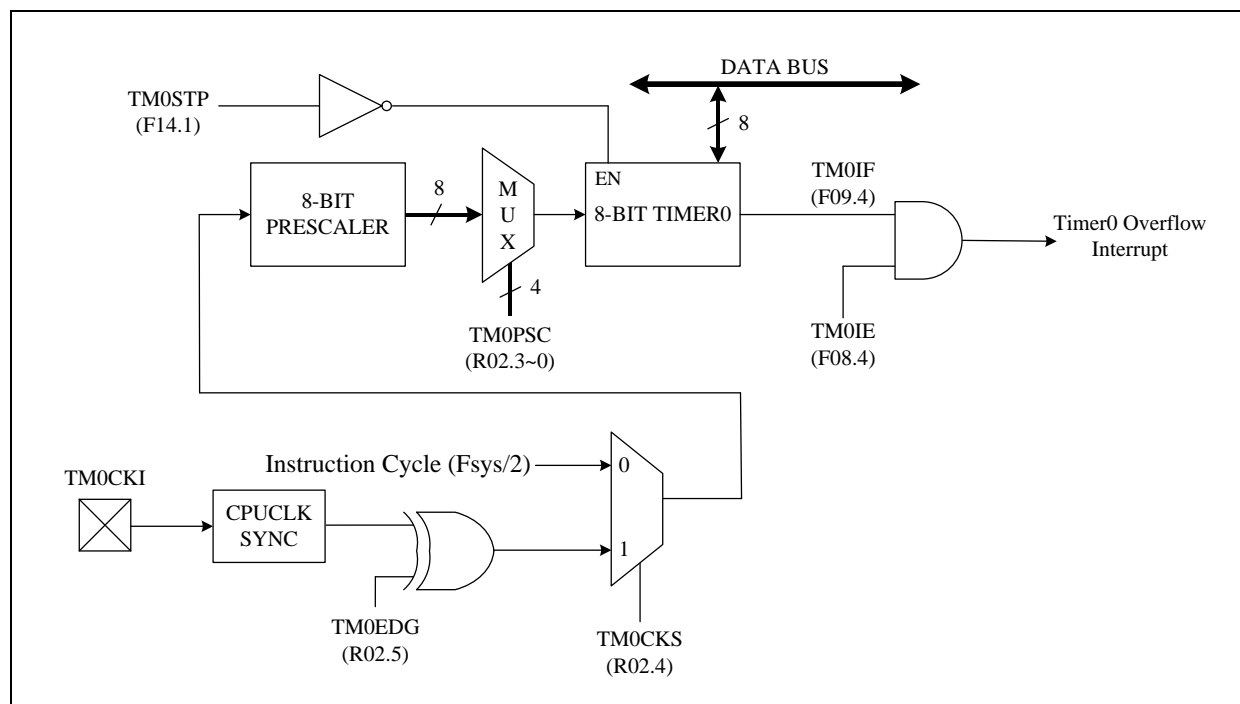 DATA BUS
TM0STP
(F14.1)
8
EN
8-BIT
PRESCALER
8
M
U
X
8-BIT TIMER0
TM0IF
(F09.4)
Timer0 Overflow
Interrupt
4
TM0PSC
(R02.3~0)
TM0IE
(F08.4)
Instruction Cycle (Fsys/2)
0
TM0CKI
CPUCLK
SYNC
1
TM0EDG
(R02.5)
TM0CKS
(R02.4)